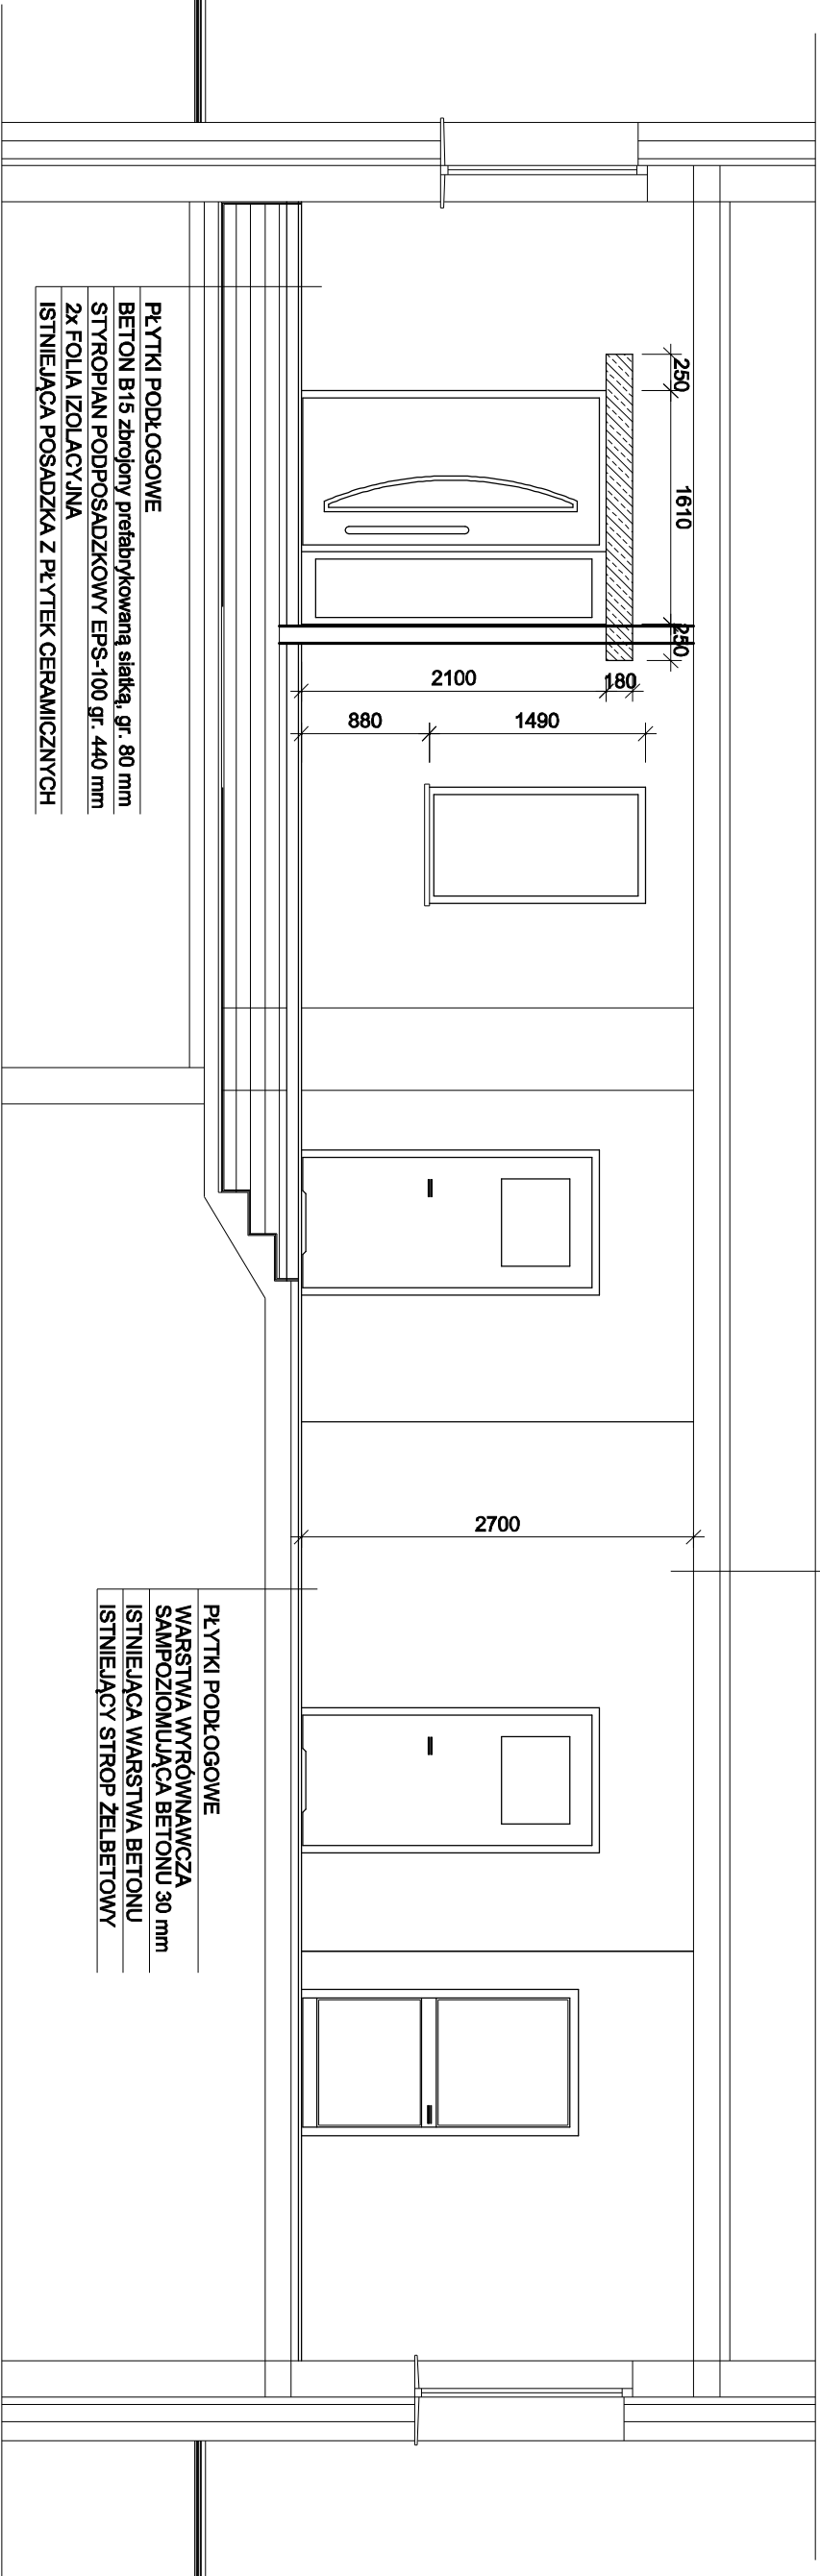 250
1610
250
2100
180
880
1490
2700
PŁYTKI PODŁOGOWE
BETON B15 zbrojony prefabrykowaną siatką, gr. 80 mm
STYROPIAN PODPOSADZKOWY EPS-100 gr. 440 mm
2x FOLIA IZOLACYJNA
ISTNIEJĄCA POSADZKA Z PŁYTEK CERAMICZNYCH
PŁYTKI PODŁOGOWE
WARSTWA WYRÓWNAWCZA
SAMPOZIOMUJĄCA BETONU 30 mm
ISTNIEJĄCA WARSTWA BETONU
ISTNIEJĄCY STROP ŻELBETOWY